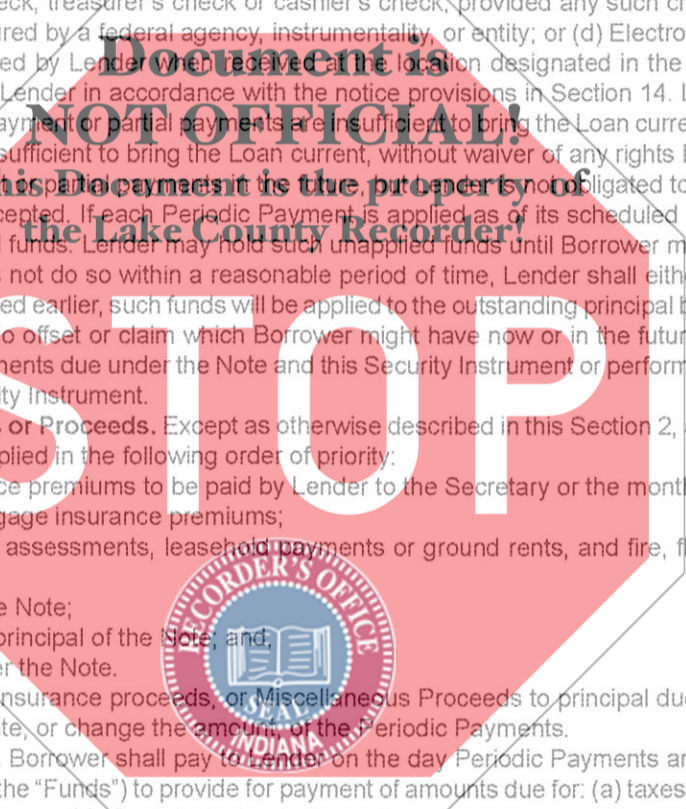 eck, treasurer's check or cashier's check, provided any such ch
ured by a federal agency, instrumentality, or entity; or (d) Electro
Document is
ed by Lender when received at the location designated in the
Lender in accordance with the notice provisions in Section 14. L
NOT OFFICIAL!
ayment or partial payments are insufficient to bring the Loan curre
sufficient to bring the Loan current, without waiver of any rights
his Document is the property of
or partial payments in the future, but Lender is not obligated to
cepted. If each Periodic Payment is applied as of its scheduled
the Lake County Recorder!
funds. Lender may hold such unapplied funds until Borrower m
not do so within a reasonable period of time, Lender shall eith
ed earlier, such funds will be applied to the outstanding principal b
STOP
o offset or claim which Borrower might have now or in the futur
ments due under the Note and this Security Instrument or perform
ity Instrument.
or Proceeds. Except as otherwise described in this Section 2,
plied in the following order of priority:
ce premiums to be paid by Lender to the Secretary or the mont
gage insurance premiums;
assessments, leasehold payments or ground rents, and fire, fl
RECORDER'S OFFICE
SEAL
INDIANA
e Note;
principal of the Note; and,
er the Note.
nsurance proceeds, or Miscellaneous Proceeds to principal du
te, or change the amount, of the Periodic Payments.
Borrower shall pay to Lender on the day Periodic Payments ar
the “Funds”) to provide for payment of amounts due for: (a) taxes